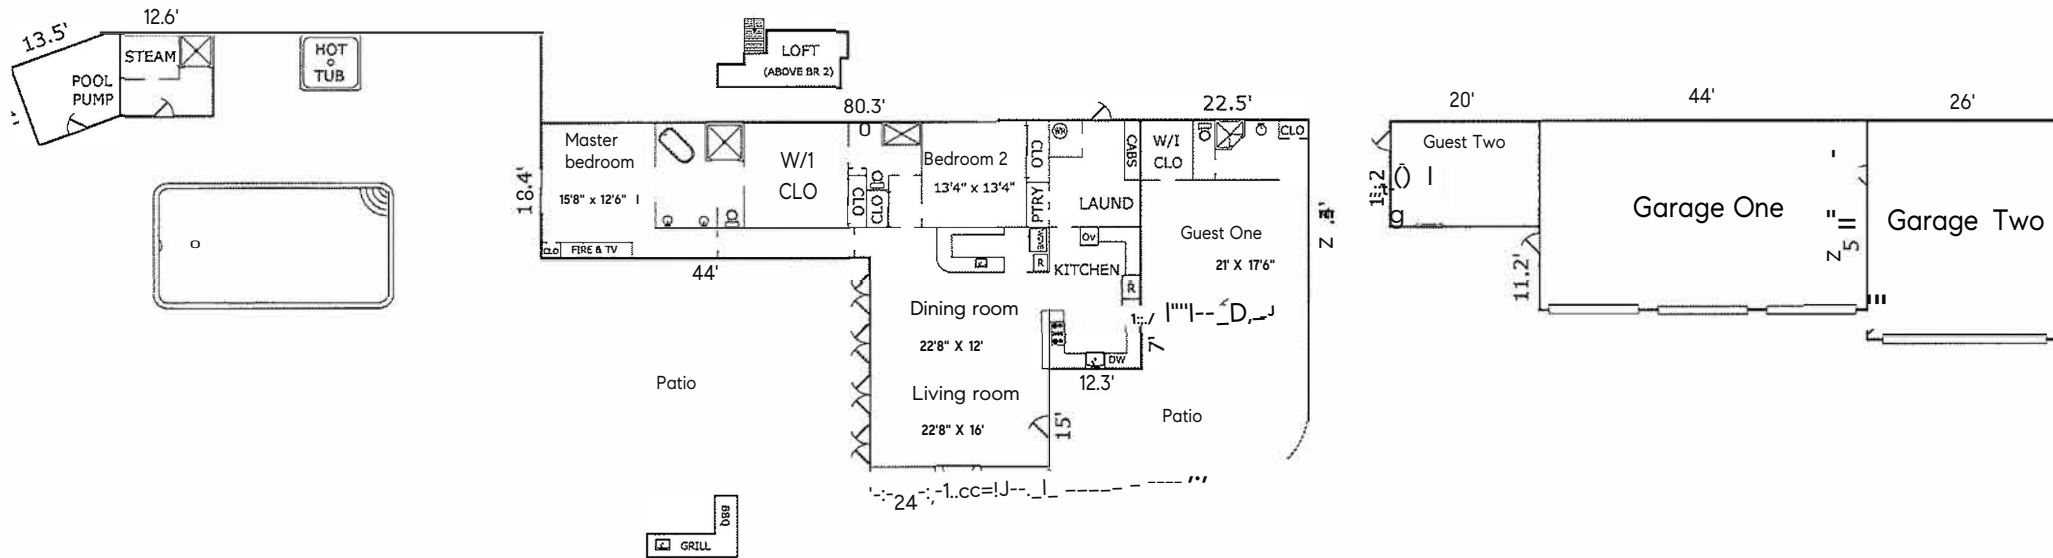 13.5'
12.6'
STEAM
POOL
PUMP
HOT
TUB
LOFT
(ABOVE BR 2)
80.3'
22.5'
20'
44'
26'
Master
bedroom
15'8" x 12'6"
18.4'
W/1
CLO
CLO
CLO
Bedroom 2
13'4" x 13'4"
CLO
PTRY
WH
CABS
W/I
CLO
CLO
LAUND
Guest One
21' X 17'6"
Guest Two
Garage One
Garage Two
11.2'
CLO
FIRE & TV
44'
R
OV
KITCHEN
R
Dining room
22'8" X 12'
DW
7'
12.3'
Living room
22'8" X 16'
15'
Patio
Patio
24
BBQ
GRILL